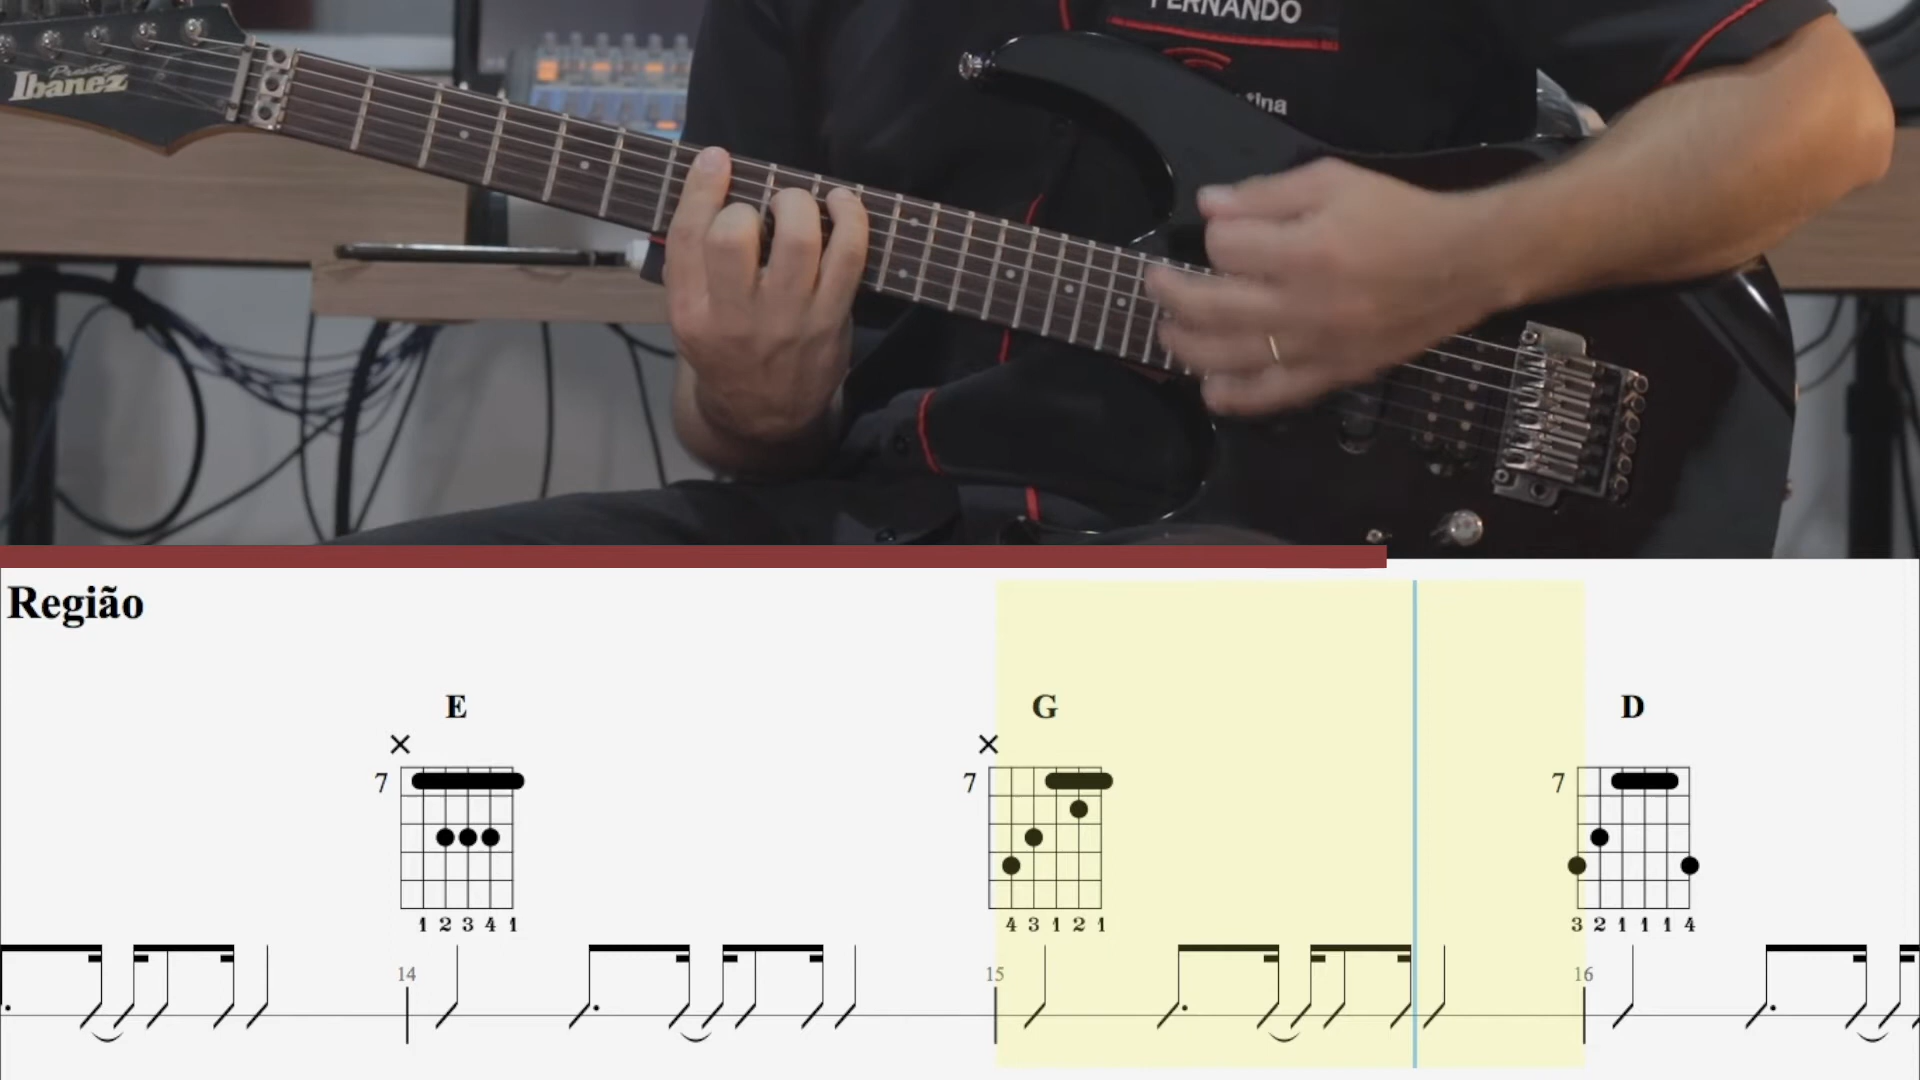 FERNANDO
Prestige
Ibanez
tina
Região
E
G
D
7
7
7
1 2 3 4 1
4 3 1 2 1
3 2 1 1 1 4
14
15
16